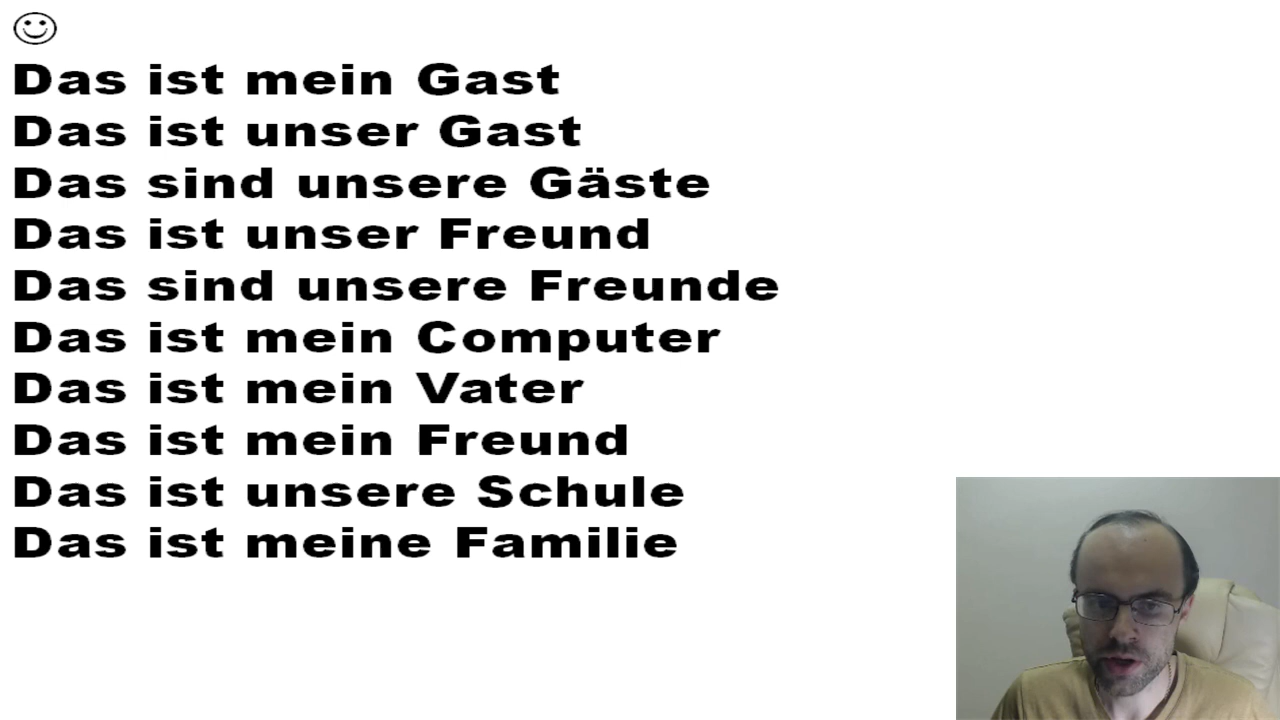 Das ist mein Gast
Das ist unser Gast
Das sind unsere Gäste
Das ist unser Freund
Das sind unsere Freunde
Das ist mein Computer
Das ist mein Vater
Das ist mein Freund
Das ist unsere Schule
Das ist meine Familie